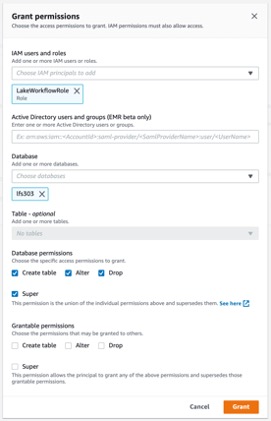 Grant permissions
Choose the access permissions to grant. IAM permissions must also allow access.
IAM users and roles
Add one or more IAM users or roles.
Choose IAM principals to add
LakeWorkflowRole
Role
Active Directory users and groups (EMR beta only)
Enter one or more Active Directory users or groups.
Ex: arn:aws:iam::<AccountId>:saml-provider/<SamlProviderName>:user/<UserName>
Database
Add one or more databases.
Choose databases
lfs303
Table - optional
Add one or more tables.
No tables
Database permissions
Choose the specific access permissions to grant.
Create table Alter Drop
Super
This permission is the union of the individual permissions above and supersedes them. See here
Grantable permissions
Choose the permissions that may be granted to others.
Create table Alter Drop
Super
This permission allows the principal to grant any of the above permissions and supersedes those
grantable permissions.
Cancel Grant